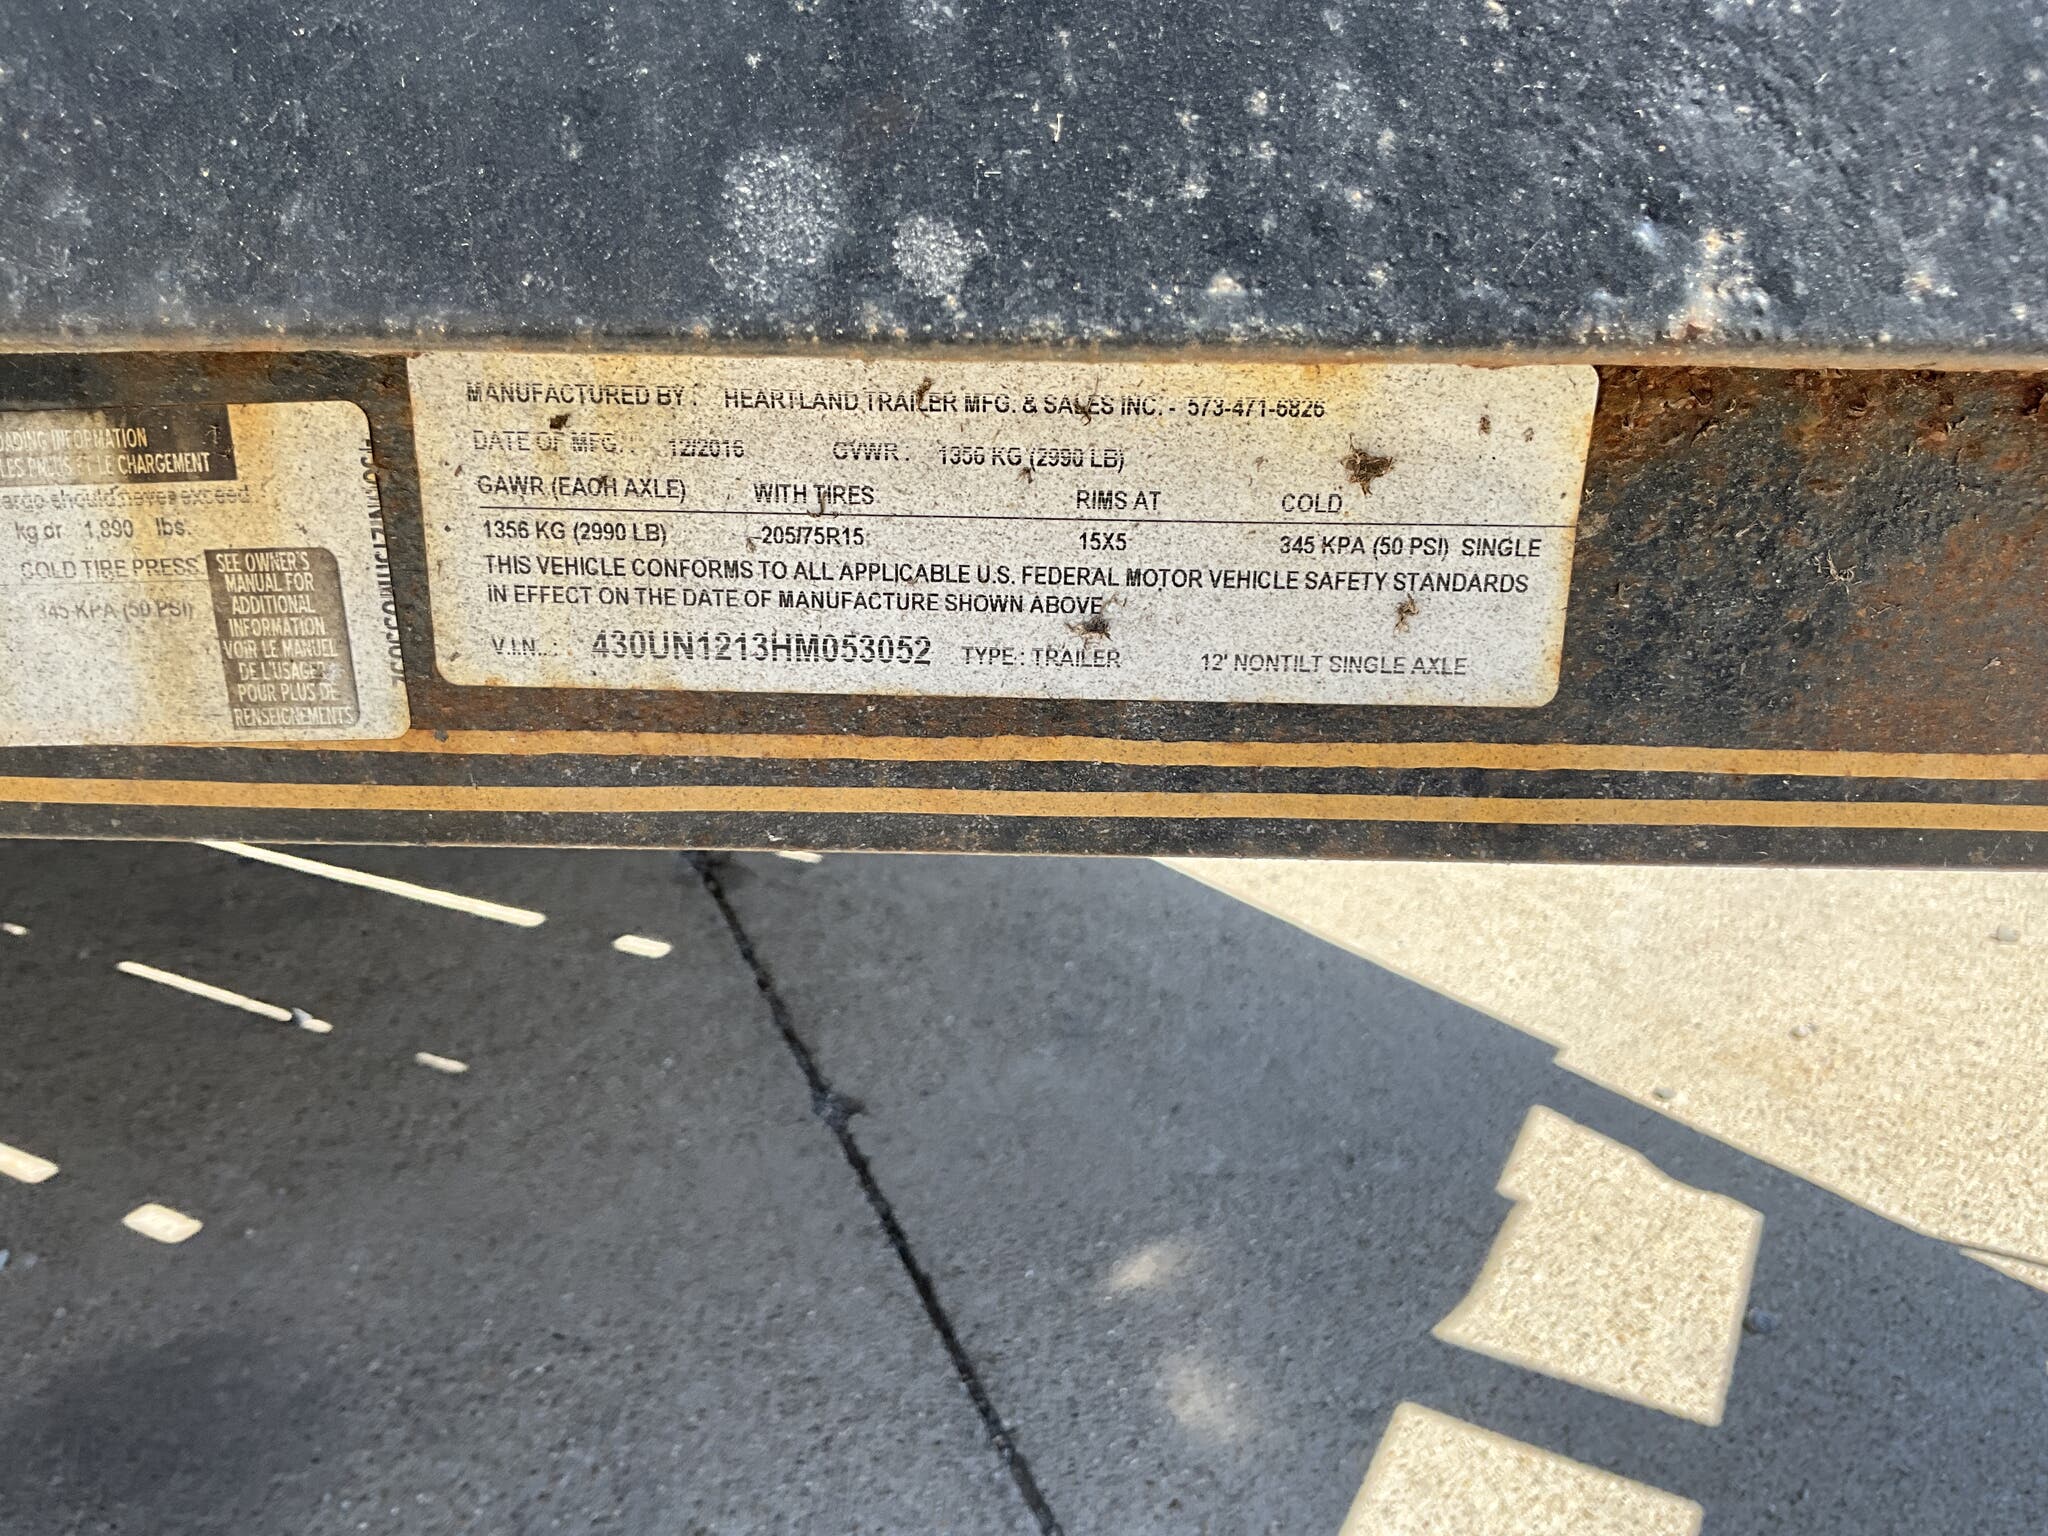 LOADING INFORMATION
LES PNEUS ET LE CHARGEMENT
cargo should never exceed
kg or 1,890 lbs.
COLD TIRE PRESS
345 KPA (50 PSI)
SEE OWNER'S
MANUAL FOR
ADDITIONAL
INFORMATION
VOIR LE MANUEL
DE L'USAGER
POUR PLUS DE
RENSEIGNEMENTS
430UN1213HM053052
MANUFACTURED BY : HEARTLAND TRAILER MFG. & SALES INC. - 573-471-6826
DATE OF MFG. : 12/2016 GVWR : 1356 KG (2990 LB)
GAWR (EACH AXLE) WITH TIRES RIMS AT COLD
1356 KG (2990 LB) 205/75R15 15X5 345 KPA (50 PSI) SINGLE
THIS VEHICLE CONFORMS TO ALL APPLICABLE U.S. FEDERAL MOTOR VEHICLE SAFETY STANDARDS
IN EFFECT ON THE DATE OF MANUFACTURE SHOWN ABOVE
V.I.N. : 430UN1213HM053052 TYPE : TRAILER 12' NONTILT SINGLE AXLE